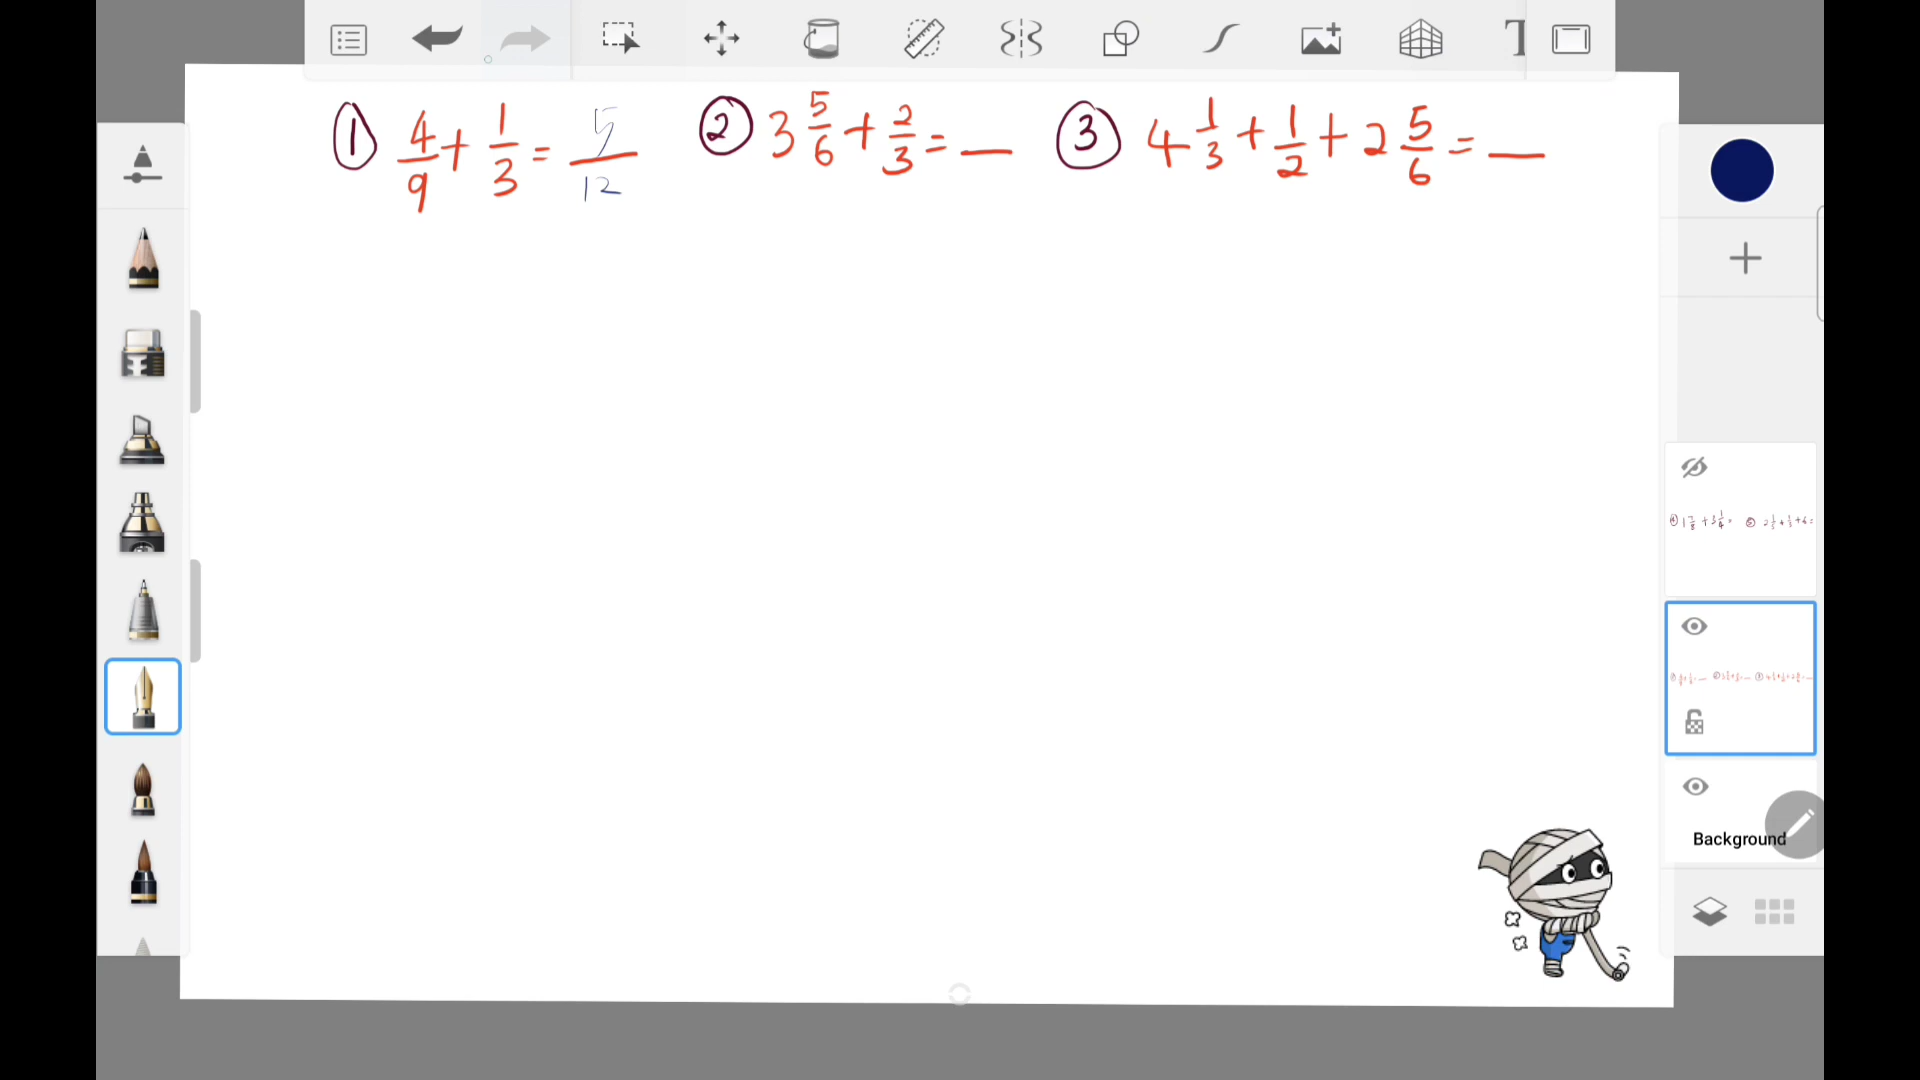 ① 4/9 + 1/3 = 5/12 ② 3 5/6 + 2/3 = __ ③ 4 1/3 + 1/2 + 2 5/6 = __
T
Background